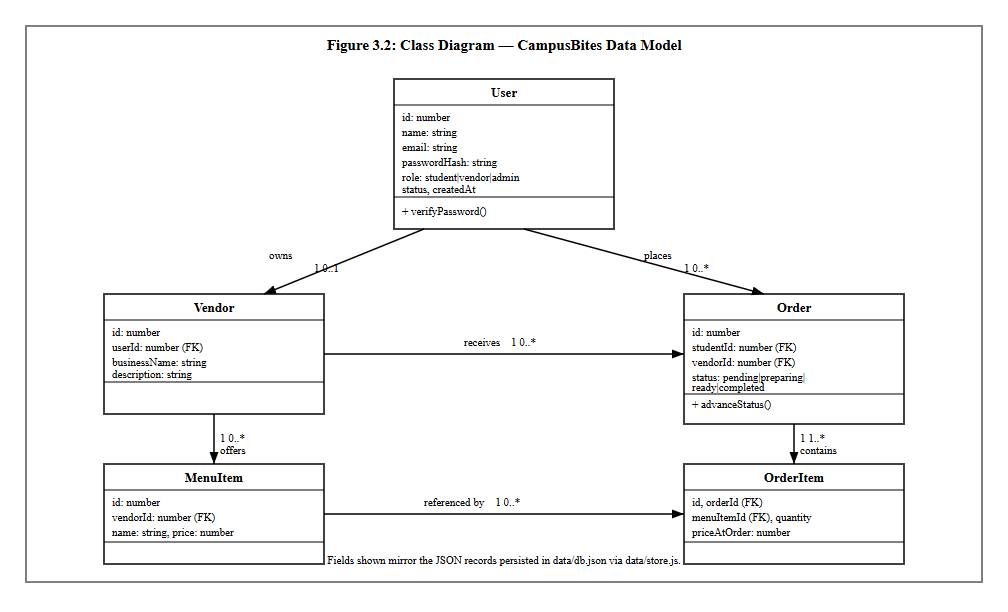 Figure 3.2: Class Diagram — CampusBites Data Model
User
id: number
name: string
email: string
passwordHash: string
role: student|vendor|admin
status, createdAt
+ verifyPassword()
owns
1 0..1
places
1 0..*
Vendor
id: number
userId: number (FK)
businessName: string
description: string
receives 1 0..*
Order
id: number
studentId: number (FK)
vendorId: number (FK)
status: pending|preparing|
ready|completed
+ advanceStatus()
1 0..*
offers
1 1..*
contains
MenuItem
id: number
vendorId: number (FK)
name: string, price: number
referenced by 1 0..*
OrderItem
id, orderId (FK)
menuItemId (FK), quantity
priceAtOrder: number
Fields shown mirror the JSON records persisted in data/db.json via data/store.js.